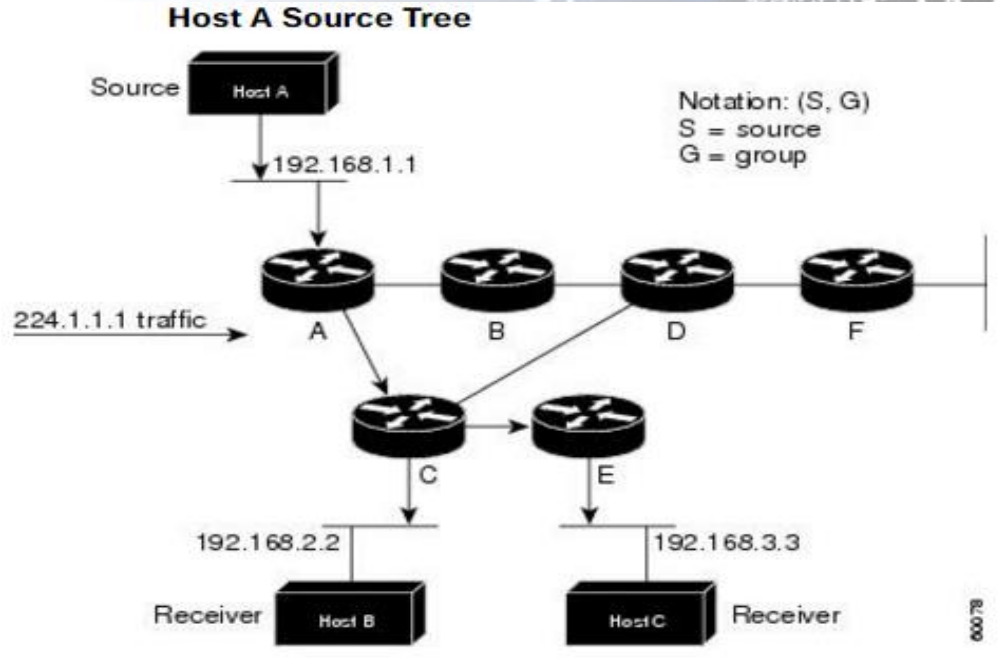 Host A Source Tree
Source
Host A
Notation: (S, G)
S = source
G = group
192.168.1.1
224.1.1.1 traffic
A
B
D
F
C
E
192.168.2.2
192.168.3.3
Receiver
Host B
Host C
Receiver
60078